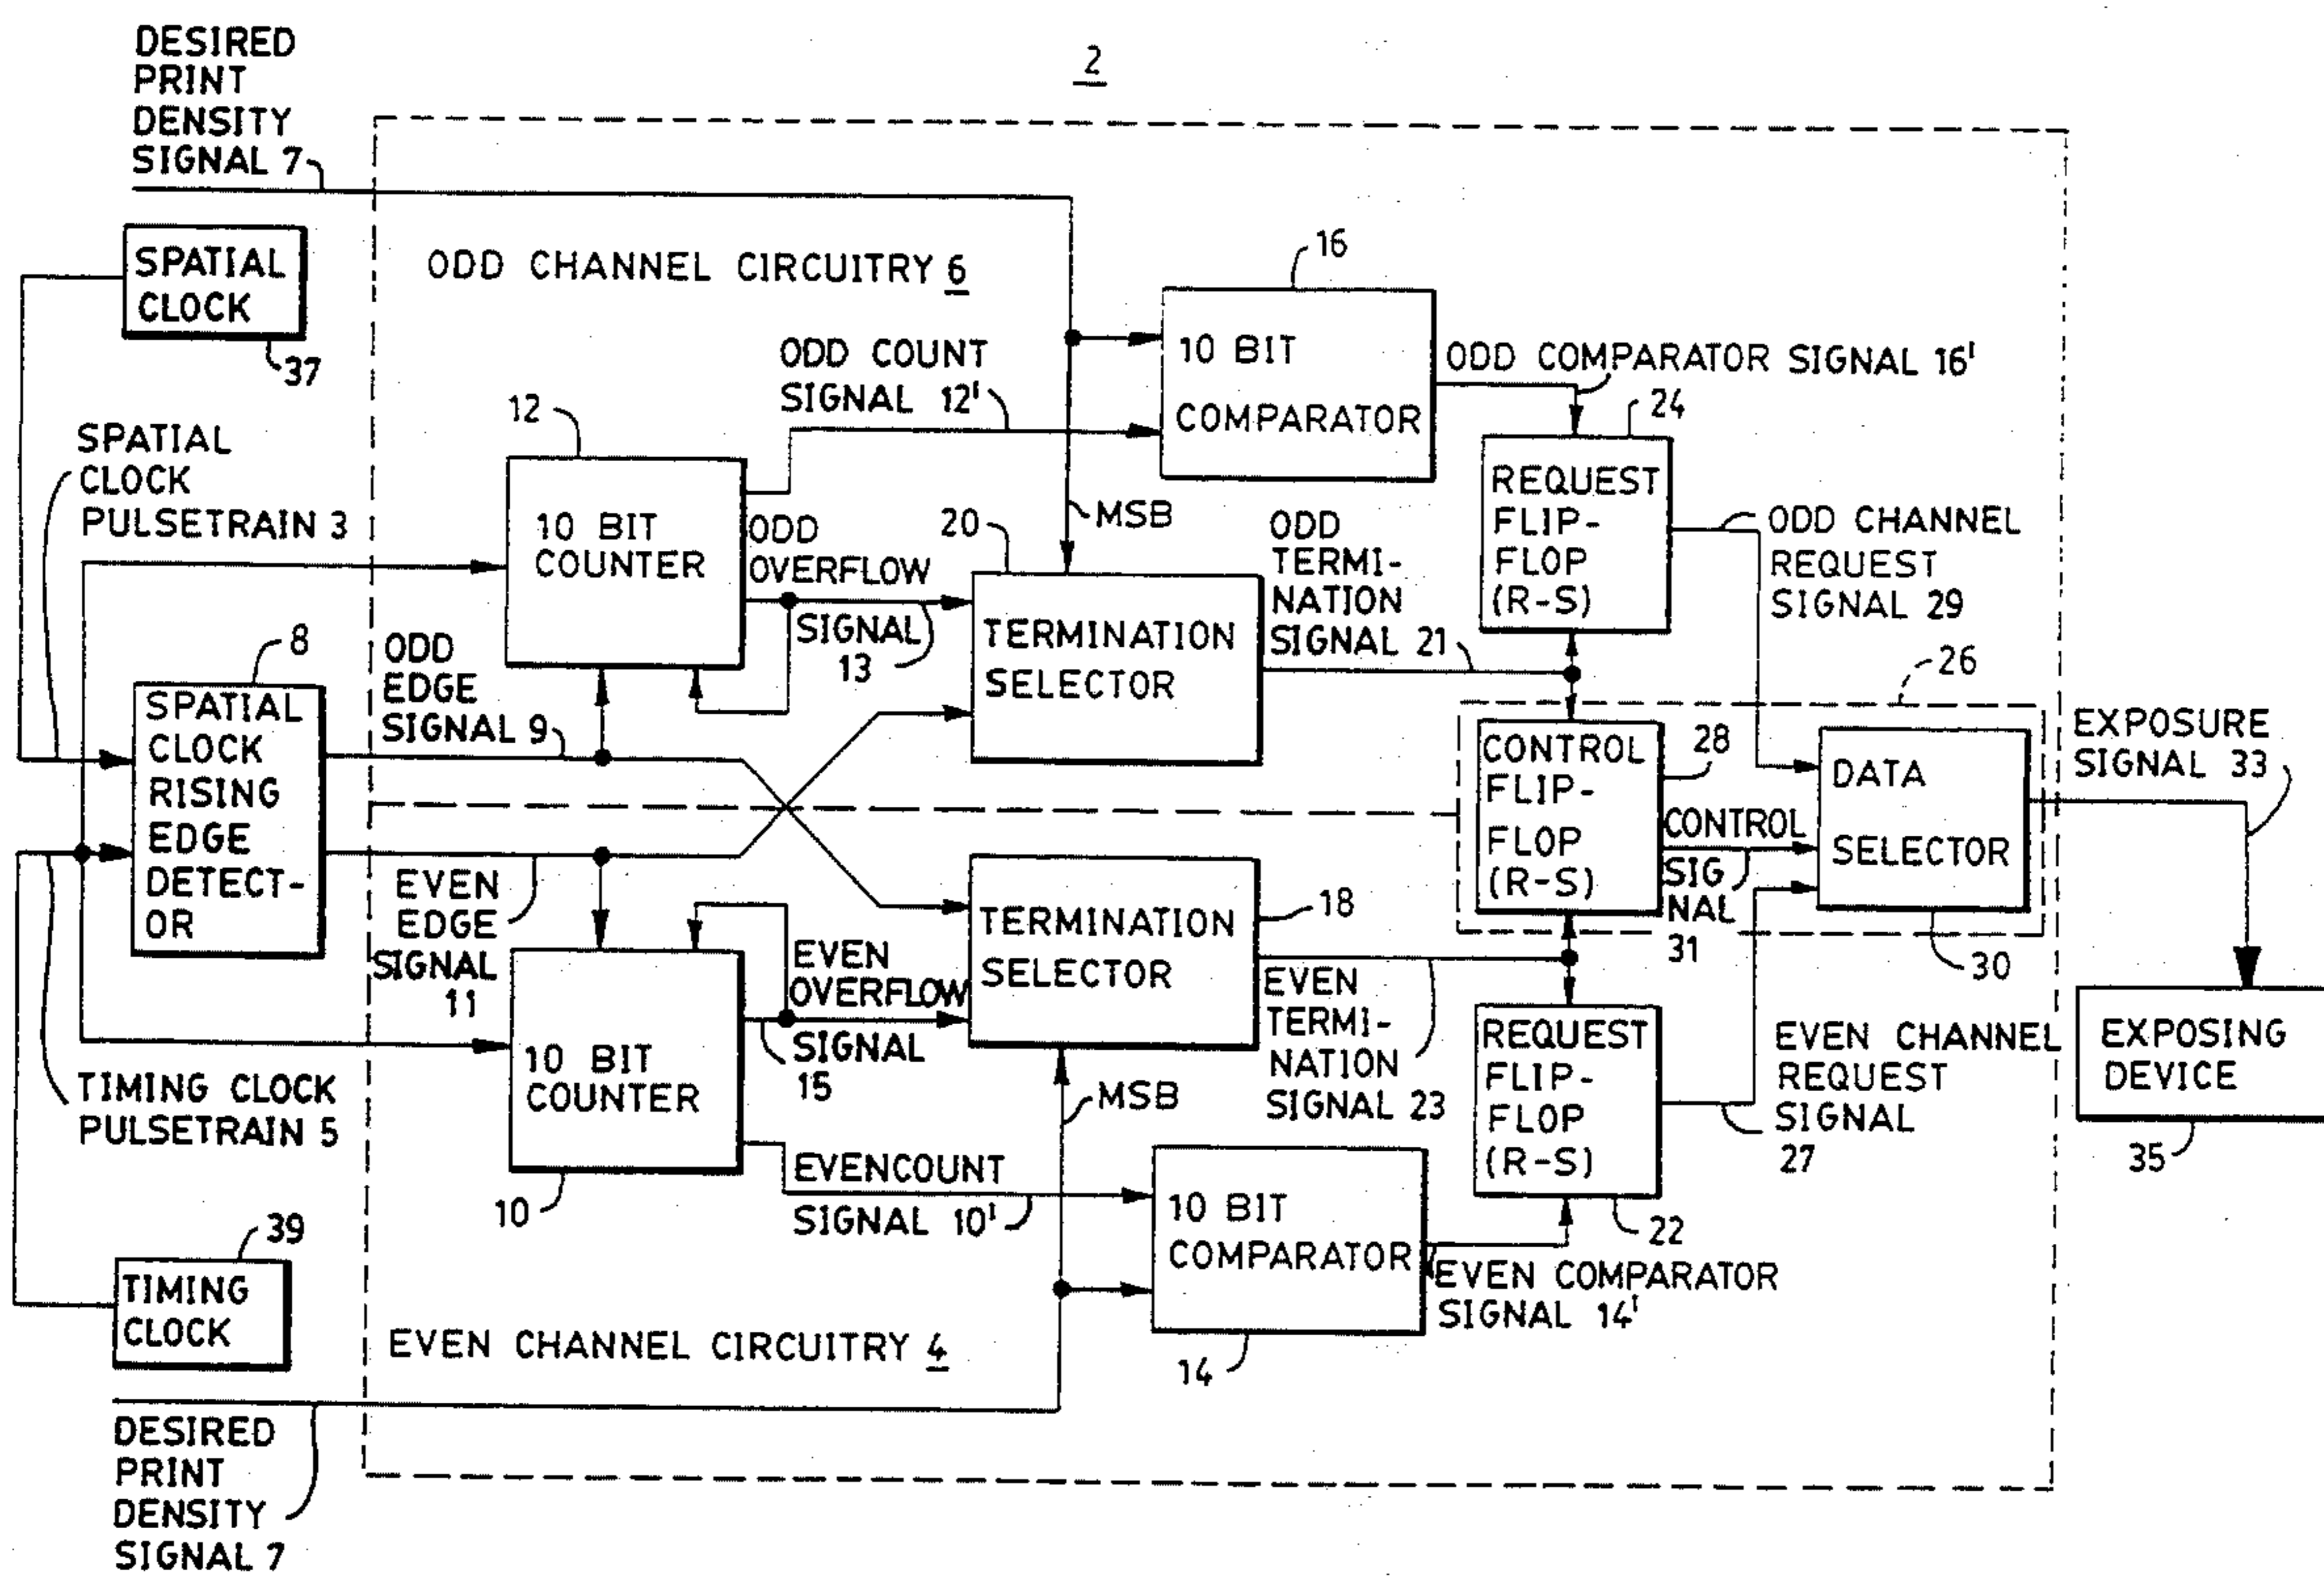 DESIRED
PRINT
DENSITY
SIGNAL 7
2
SPATIAL
CLOCK
37
ODD CHANNEL CIRCUITRY 6
16
10 BIT
COMPARATOR
ODD COUNT
SIGNAL 12'
ODD COMPARATOR SIGNAL 16'
24
12
SPATIAL
CLOCK
PULSETRAIN 3
10 BIT
COUNTER
ODD
OVERFLOW
SIGNAL
13
20
MSB
TERMINATION
SELECTOR
ODD
TERMI-
NATION
SIGNAL 21
REQUEST
FLIP-
FLOP
(R-S)
ODD CHANNEL
REQUEST
SIGNAL 29
26
8
SPATIAL
CLOCK
RISING
EDGE
DETECT-
OR
ODD
EDGE
SIGNAL 9
CONTROL
FLIP-
FLOP
(R-S)
28
CONTROL
SIG
NAL
31
DATA
SELECTOR
30
EXPOSURE
SIGNAL 33
EVEN
EDGE
SIGNAL
11
TERMINATION
SELECTOR
18
EVEN
OVERFLOW
SIGNAL
15
10 BIT
COUNTER
10
EVEN
TERMI-
NATION
SIGNAL 23
REQUEST
FLIP-
FLOP
(R-S)
22
EVEN CHANNEL
REQUEST
SIGNAL
27
EXPOSING
DEVICE
35
TIMING CLOCK
PULSETRAIN 5
MSB
EVENCOUNT
SIGNAL 10'
10 BIT
COMPARATOR
14
EVEN COMPARATOR
SIGNAL 14'
39
TIMING
CLOCK
EVEN CHANNEL CIRCUITRY 4
DESIRED
PRINT
DENSITY
SIGNAL 7